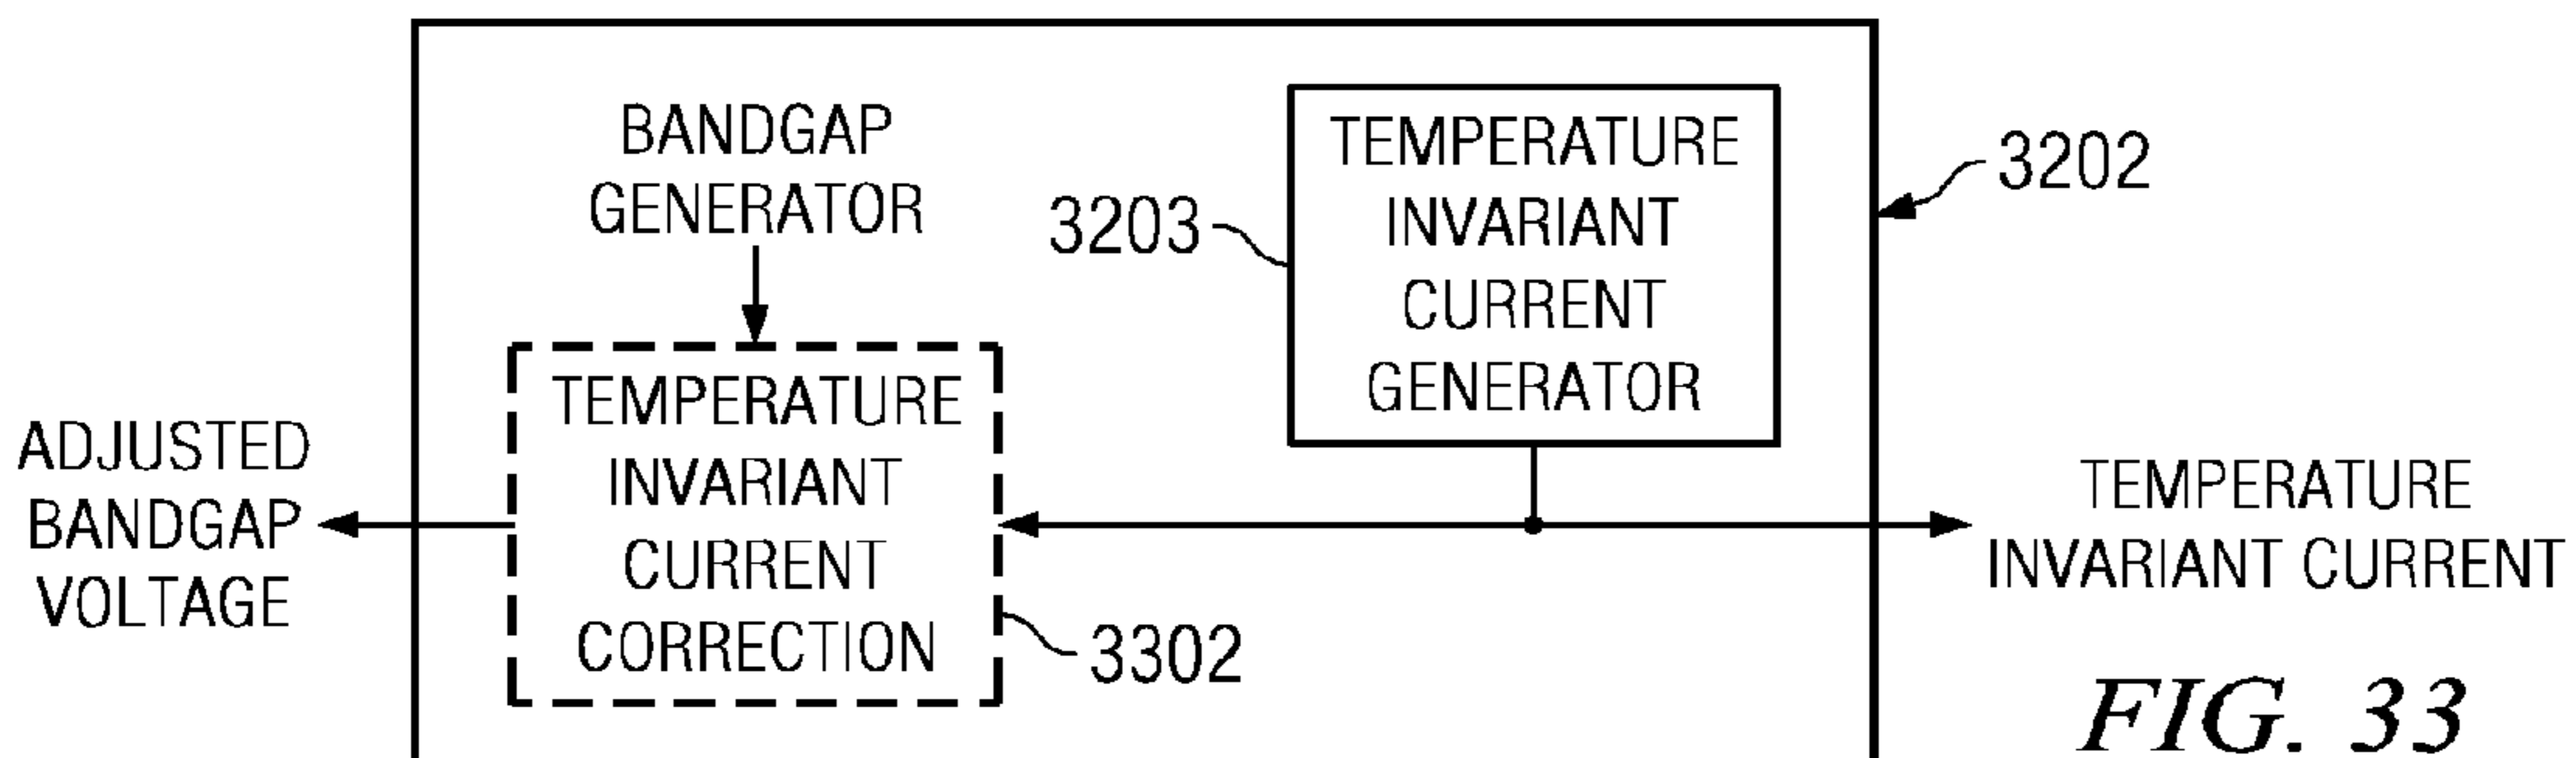 BANDGAP
GENERATOR
TEMPERATURE
INVARIANT
CURRENT
GENERATOR
3203
3202
TEMPERATURE
INVARIANT
CURRENT
CORRECTION
3302
ADJUSTED
BANDGAP
VOLTAGE
TEMPERATURE
INVARIANT CURRENT
FIG. 33